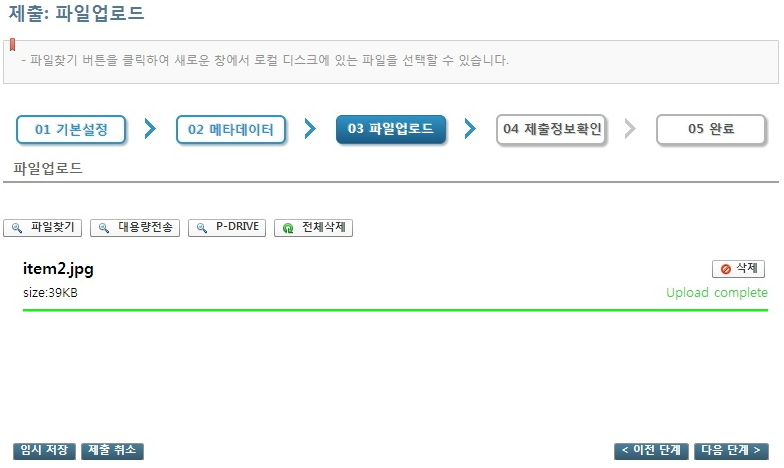 제출: 파일업로드
- 파일찾기 버튼을 클릭하여 새로운 창에서 로컬 디스크에 있는 파일을 선택할 수 있습니다.
01 기본설정 02 메타데이터 03 파일업로드 04 제출정보확인 05 완료
파일업로드
파일찾기 대용량전송 P-DRIVE 전체삭제
item2.jpg 삭제
size:39KB Upload complete
임시 저장 제출 취소 < 이전 단계 다음 단계 >